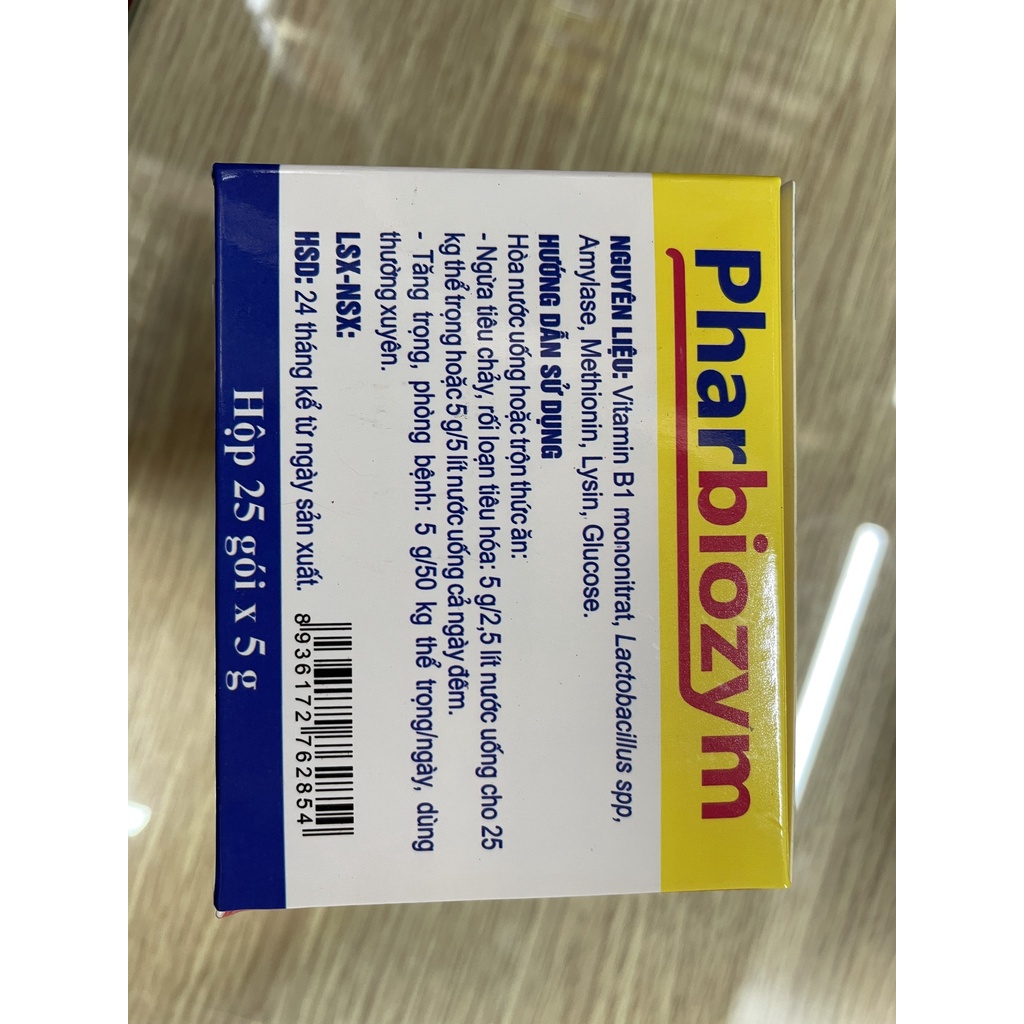 Pharbiozym
NGUYÊN LIỆU: Vitamin B1 mononitrat, Lactobacillus spp,
Amylase, Methionin, Lysin, Glucose.
HƯỚNG DẪN SỬ DỤNG
Hòa nước uống hoặc trộn thức ăn:
- Ngừa tiêu chảy, rối loạn tiêu hóa: 5 g/2,5 lít nước uống cho 25
kg thể trọng hoặc 5 g/5 lít nước uống cả ngày đêm.
- Tăng trọng, phòng bệnh: 5 g/50 kg thể trọng/ngày, dùng
thường xuyên.
LSX-NSX:
HSD: 24 tháng kể từ ngày sản xuất.
8 936172 762854
Hộp 25 gói x 5 g